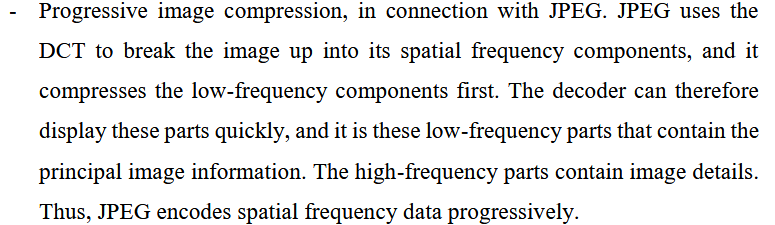 - Progressive image compression, in connection with JPEG. JPEG uses the
DCT to break the image up into its spatial frequency components, and it
compresses the low-frequency components first. The decoder can therefore
display these parts quickly, and it is these low-frequency parts that contain the
principal image information. The high-frequency parts contain image details.
Thus, JPEG encodes spatial frequency data progressively.